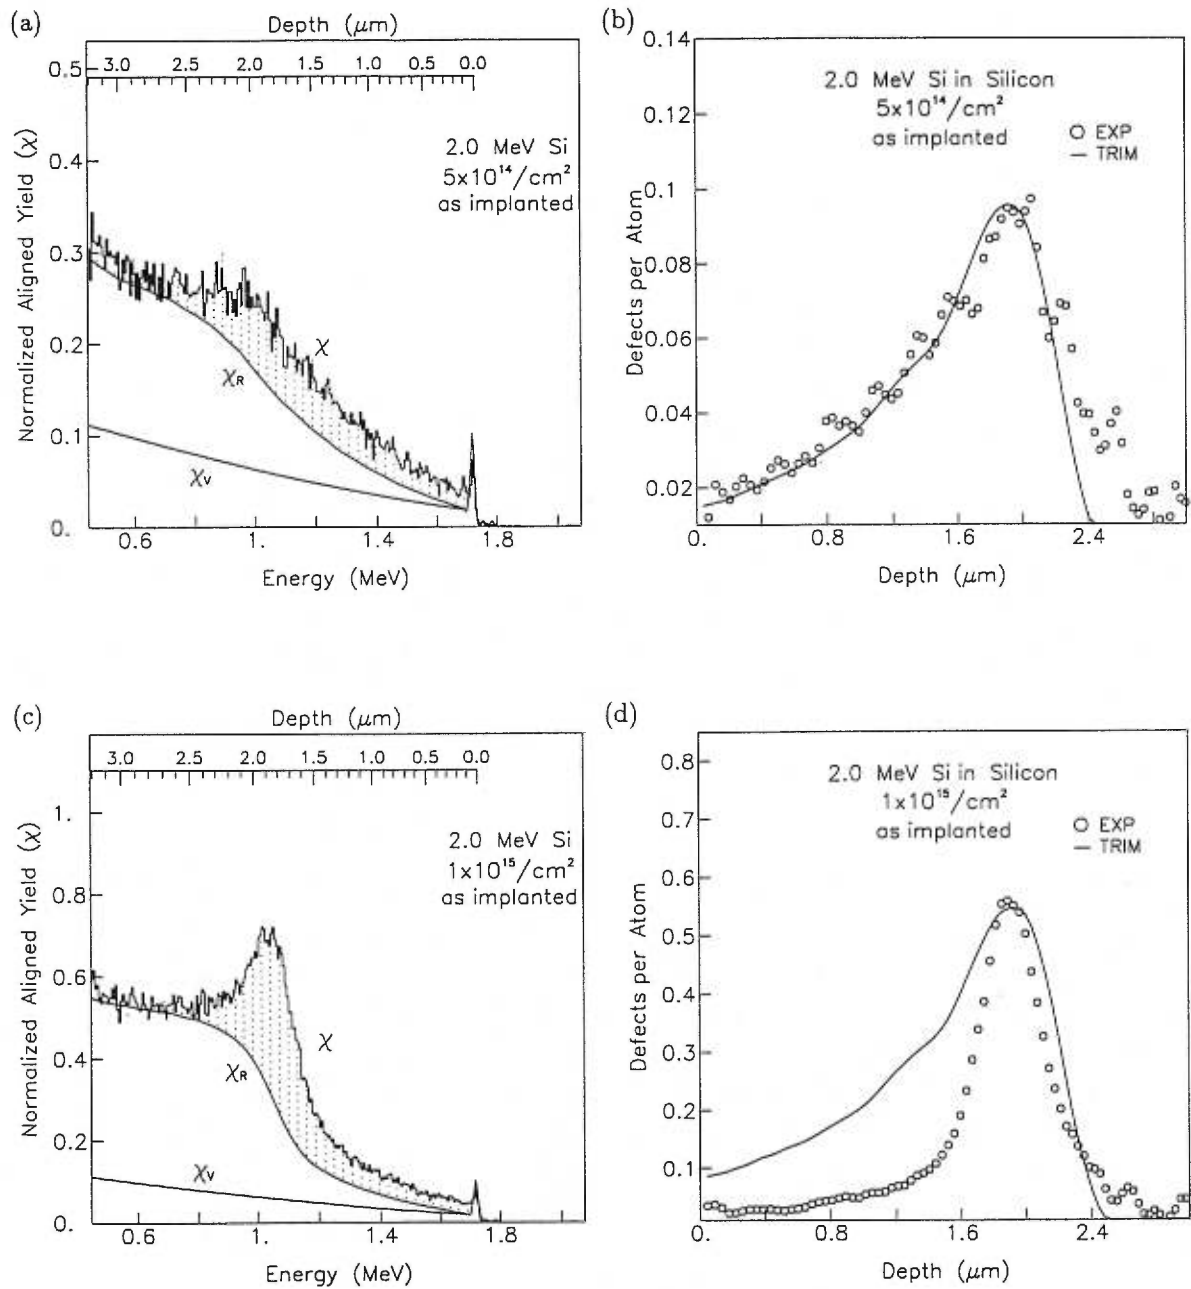 (a)
Depth (μm)
3.0 2.5 2.0 1.5 1.0 0.5 0.0
0.5
0.4
0.3
0.2
0.1
0.
Normalized Aligned Yield (χ)
2.0 MeV Si
5x10¹⁴/cm²
as implanted
χ
χR
χV
0.6 1. 1.4 1.8
Energy (MeV)
(b)
0.14
0.12
0.1
0.08
0.06
0.04
0.02
Defects per Atom
2.0 MeV Si in Silicon
5x10¹⁴/cm²
as implanted
EXP
TRIM
0. 0.8 1.6 2.4
Depth (μm)
(c)
Depth (μm)
3.0 2.5 2.0 1.5 1.0 0.5 0.0
1.
0.8
0.6
0.4
0.2
0.
Normalized Aligned Yield (χ)
2.0 MeV Si
1x10¹⁵/cm²
as implanted
χ
χR
χV
0.6 1. 1.4 1.8
Energy (MeV)
(d)
0.8
0.7
0.6
0.5
0.4
0.3
0.2
0.1
Defects per Atom
2.0 MeV Si in Silicon
1x10¹⁵/cm²
as implanted
EXP
TRIM
0. 0.8 1.6 2.4
Depth (μm)